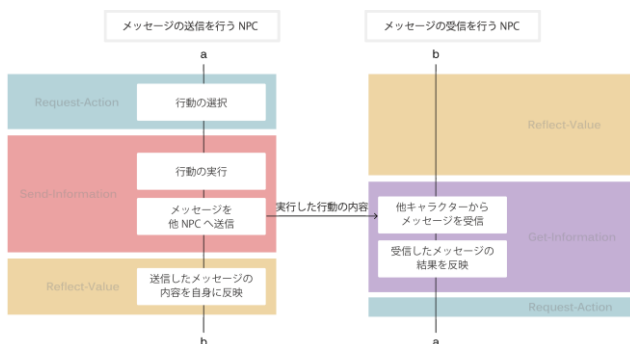 メッセージの送信を行う NPC
メッセージの受信を行う NPC
a
b
Request-Action
行動の選択
Reflect-Value
Send-Information
行動の実行
メッセージを
他 NPC へ送信
実行した行動の内容
他キャラクターから
メッセージを受信
Get-Information
受信したメッセージの
結果を反映
Reflect-Value
送信したメッセージの
内容を自身に反映
Request-Action
b
a